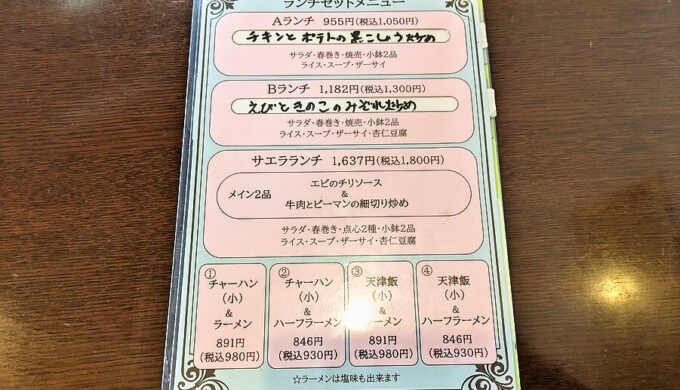 ランチセットメニュー
Aランチ 955円(税込1,050円)
チキンとポテトの黒こしょう炒め
サラダ・春巻き・焼売・小鉢2品
ライス・スープ・ザーサイ
Bランチ 1,182円(税込1,300円)
えびときのこのみぞれ炒め
サラダ・春巻き・焼売・小鉢2品
ライス・スープ・ザーサイ・杏仁豆腐
サエラランチ 1,637円(税込1,800円)
メイン2品
エビのチリソース
&
牛肉とピーマンの細切り炒め
サラダ・春巻き・点心2種・小鉢2品
ライス・スープ・ザーサイ・杏仁豆腐
①
チャーハン
(小)
&
ラーメン
891円
(税込980円)
②
チャーハン
(小)
&
ハーフラーメン
846円
(税込930円)
③
天津飯
(小)
&
ラーメン
891円
(税込980円)
④
天津飯
(小)
&
ハーフラーメン
846円
(税込930円)
☆ラーメンは塩味も出来ます